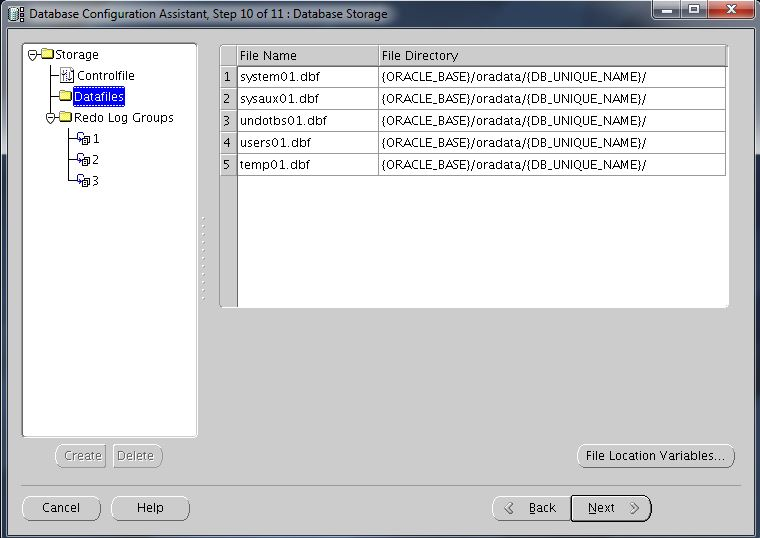 Database Configuration Assistant, Step 10 of 11 : Database Storage
Storage
Controlfile
Datafiles
Redo Log Groups
1
2
3
File Name File Directory
1 system01.dbf {ORACLE_BASE}/oradata/{DB_UNIQUE_NAME}/
2 sysaux01.dbf {ORACLE_BASE}/oradata/{DB_UNIQUE_NAME}/
3 undotbs01.dbf {ORACLE_BASE}/oradata/{DB_UNIQUE_NAME}/
4 users01.dbf {ORACLE_BASE}/oradata/{DB_UNIQUE_NAME}/
5 temp01.dbf {ORACLE_BASE}/oradata/{DB_UNIQUE_NAME}/
Create Delete
File Location Variables...
Cancel Help Back Next